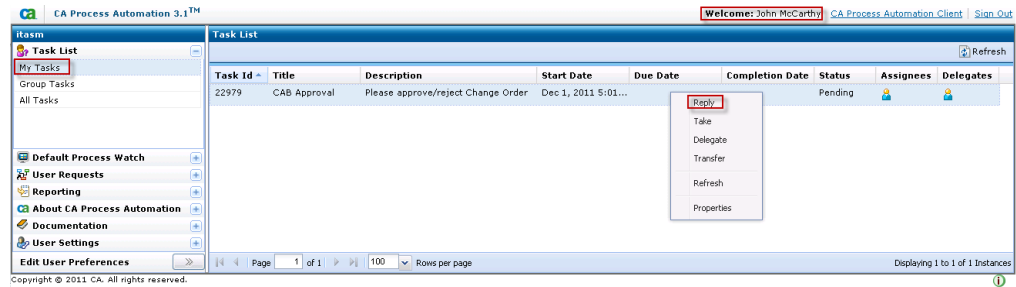 ca CA Process Automation 3.1™ Welcome: John McCarthy CA Process Automation Client Sign Out
itasm
Task List
My Tasks
Group Tasks
All Tasks
Default Process Watch
User Requests
Reporting
About CA Process Automation
Documentation
User Settings
Edit User Preferences
Task List
Refresh
Task Id Title Description Start Date Due Date Completion Date Status Assignees Delegates
22979 CAB Approval Please approve/reject Change Order Dec 1, 2011 5:01... Pending
Reply
Take
Delegate
Transfer
Refresh
Properties
Page 1 of 1 100 Rows per page Displaying 1 to 1 of 1 Instances
Copyright © 2011 CA. All rights reserved.